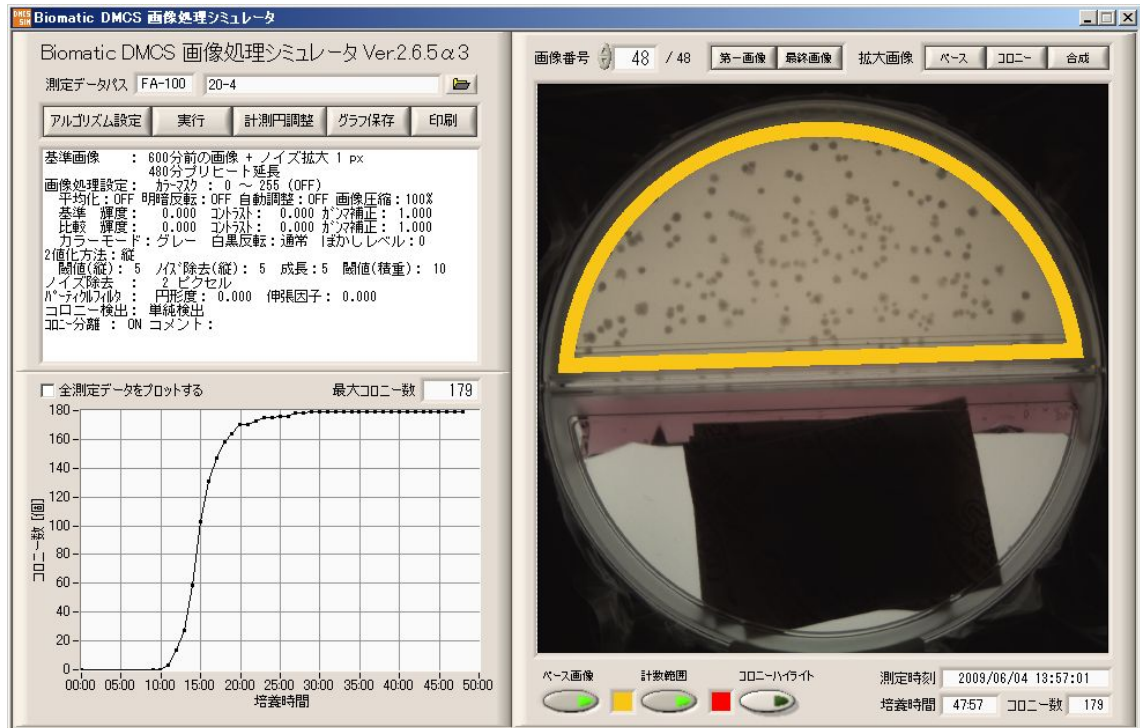 Biomatic DMCS 画像処理シミュレータ
Biomatic DMCS 画像処理シミュレータ Ver.2.6.5α3
測定データパス FA-100 20-4
アルゴリズム設定 実行 計測円調整 グラフ保存 印刷
基準画像 : 600分前の画像 + ノイズ拡大 1 px
480分プリヒート延長
画像処理設定: カラーマスク : 0 ～ 255 (OFF)
平均化:OFF 明暗反転:OFF 自動調整:OFF 画像圧縮:100%
基準 輝度: 0.000 コントラスト: 0.000 ガンマ補正: 1.000
比較 輝度: 0.000 コントラスト: 0.000 ガンマ補正: 1.000
カラーモード:グレー 白黒反転:通常 ぼかしレベル:0
2値化方法:縦
閾値(縦): 5 ノイズ除去(縦): 5 成長:5 閾値(積重): 10
ノイズ除去 : 2 ピクセル
パーティクルフィルタ : 円形度: 0.000 伸張因子: 0.000
コロニー検出: 単純検出
コロニー分離 : ON コメント:
全測定データをプロットする 最大コロニー数 179
コロニー数 [個]
180
160
140
120
100
80
60
40
20
0
00:00 05:00 10:00 15:00 20:00 25:00 30:00 35:00 40:00 45:00 50:00
培養時間
画像番号 48 / 48 第一画像 最終画像 拡大画像 ベース コロニー 合成
ベース画像 計数範囲 コロニーハイライト
測定時刻 2009/06/04 13:57:01
培養時間 47:57 コロニー数 179